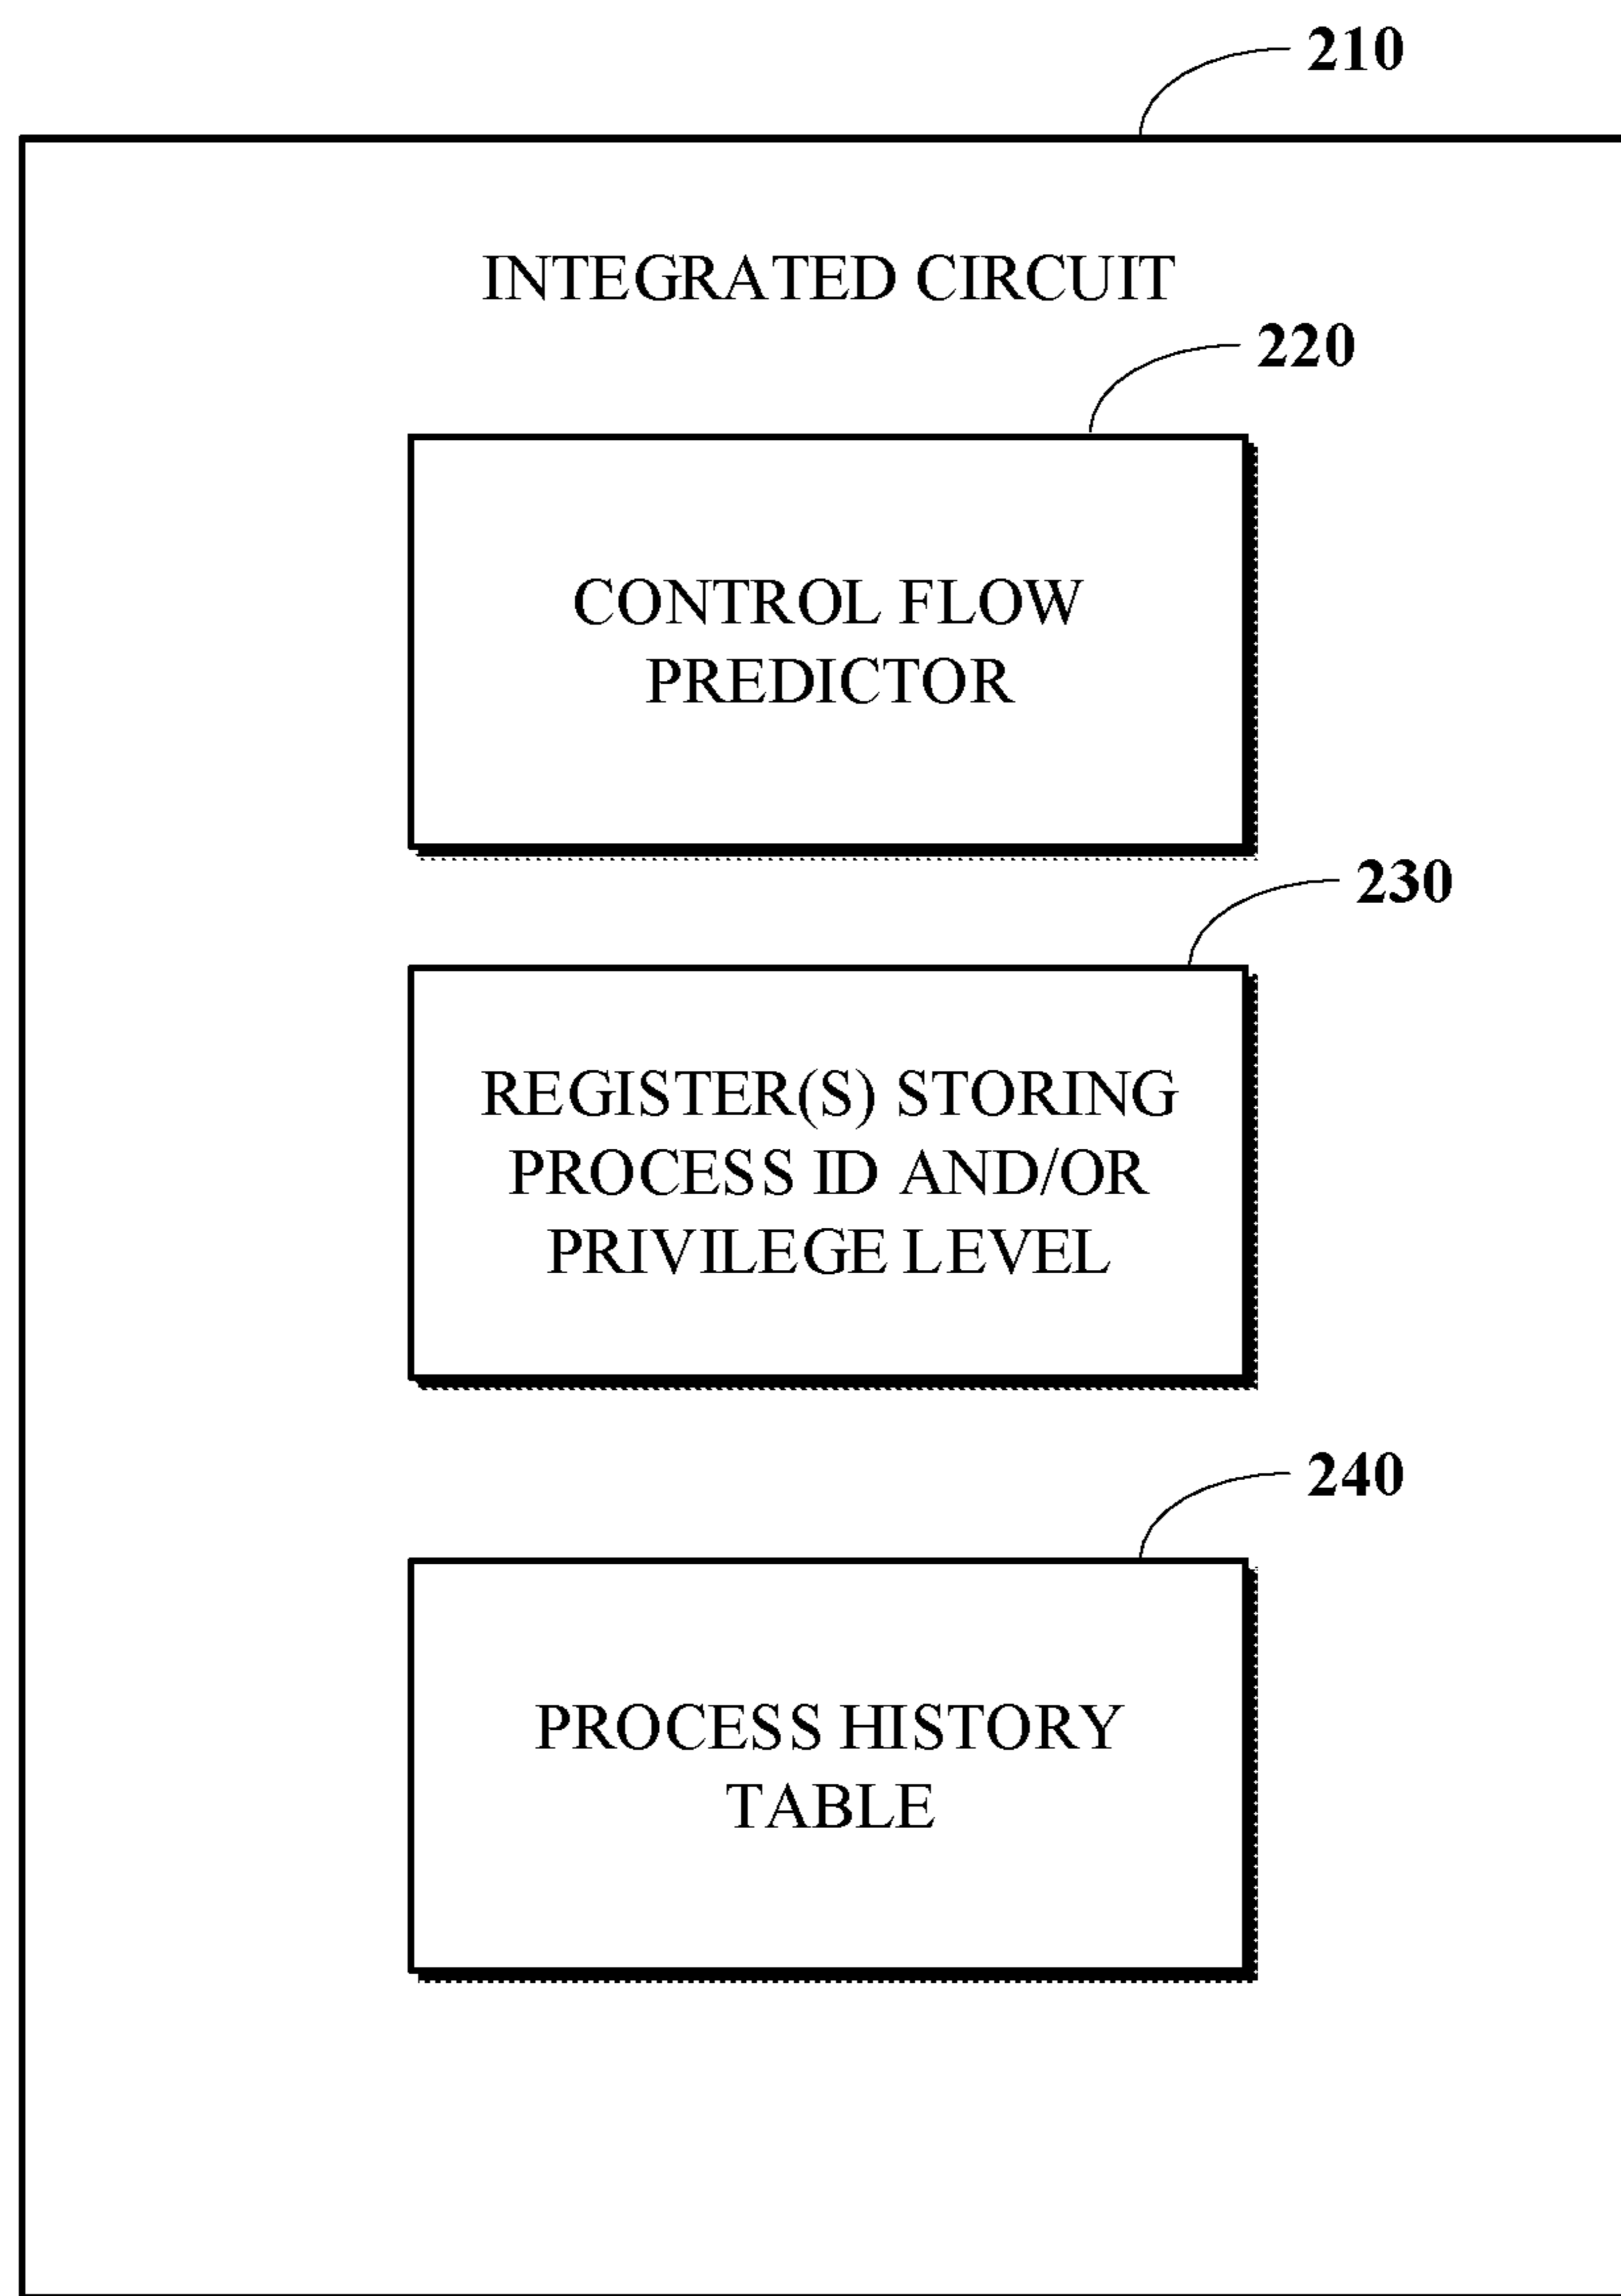 210
INTEGRATED CIRCUIT
220
CONTROL FLOW
PREDICTOR
230
REGISTER(S) STORING
PROCESS ID AND/OR
PRIVILEGE LEVEL
240
PROCESS HISTORY
TABLE